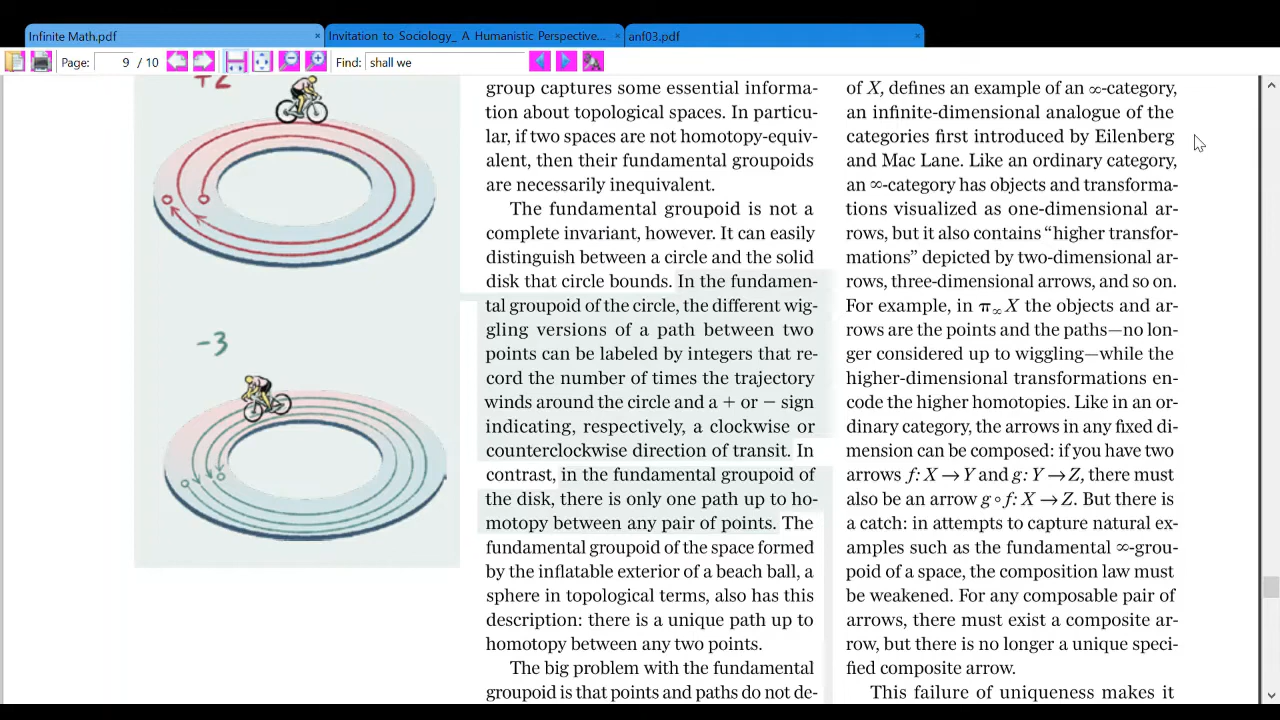 Infinite Math.pdf
Invitation to Sociology_ A Humanistic Perspective...
anf03.pdf
Page: 9 / 10 Find: shall we
+2
-3
group captures some essential informa-
tion about topological spaces. In particu-
lar, if two spaces are not homotopy-equiv-
alent, then their fundamental groupoids
are necessarily inequivalent.
The fundamental groupoid is not a
complete invariant, however. It can easily
distinguish between a circle and the solid
disk that circle bounds. In the fundamen-
tal groupoid of the circle, the different wig-
gling versions of a path between two
points can be labeled by integers that re-
cord the number of times the trajectory
winds around the circle and a + or − sign
indicating, respectively, a clockwise or
counterclockwise direction of transit. In
contrast, in the fundamental groupoid of
the disk, there is only one path up to ho-
motopy between any pair of points. The
fundamental groupoid of the space formed
by the inflatable exterior of a beach ball, a
sphere in topological terms, also has this
description: there is a unique path up to
homotopy between any two points.
The big problem with the fundamental
groupoid is that points and paths do not de-
of X, defines an example of an ∞-category,
an infinite-dimensional analogue of the
categories first introduced by Eilenberg
and Mac Lane. Like an ordinary category,
an ∞-category has objects and transforma-
tions visualized as one-dimensional ar-
rows, but it also contains “higher transfor-
mations” depicted by two-dimensional ar-
rows, three-dimensional arrows, and so on.
For example, in π∞X the objects and ar-
rows are the points and the paths—no lon-
ger considered up to wiggling—while the
higher-dimensional transformations en-
code the higher homotopies. Like in an or-
dinary category, the arrows in any fixed di-
mension can be composed: if you have two
arrows f: X → Y and g: Y → Z, there must
also be an arrow g ∘ f: X → Z. But there is
a catch: in attempts to capture natural ex-
amples such as the fundamental ∞-grou-
poid of a space, the composition law must
be weakened. For any composable pair of
arrows, there must exist a composite ar-
row, but there is no longer a unique speci-
fied composite arrow.
This failure of uniqueness makes it